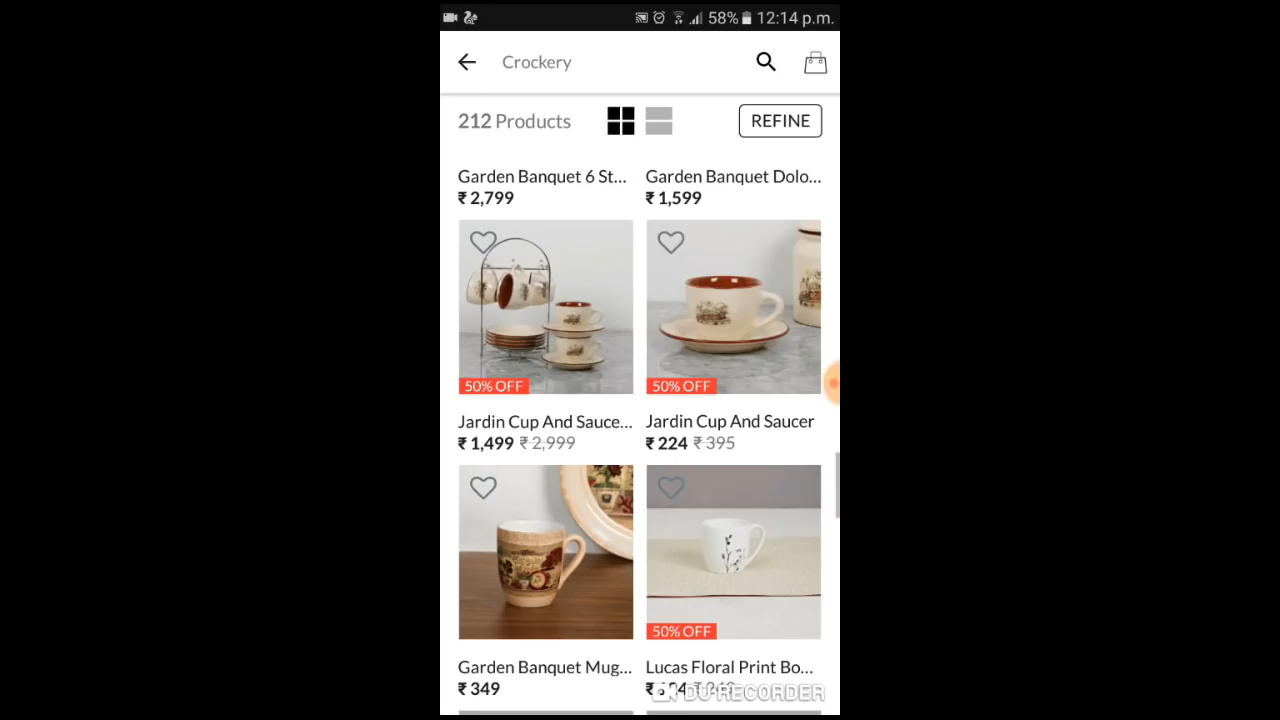 58% 12:14 p.m.
Crockery
212 Products
REFINE
Garden Banquet 6 St...
₹ 2,799
Garden Banquet Dolo...
₹ 1,599
50% OFF
50% OFF
Jardin Cup And Sauce...
₹ 1,499 ₹ 2,999
Jardin Cup And Saucer
₹ 224 ₹ 395
50% OFF
Garden Banquet Mug...
₹ 349
Lucas Floral Print Bo...
DU RECORDER